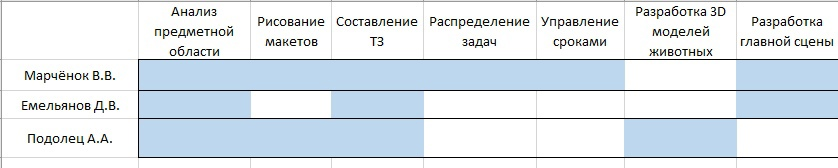 Анализ
предметной
области
Рисование
макетов
Составление
ТЗ
Распределение
задач
Управление
сроками
Разработка 3D
моделей
животных
Разработка
главной сцены
Марчёнок В.В.
Емельянов Д.В.
Подолец А.А.